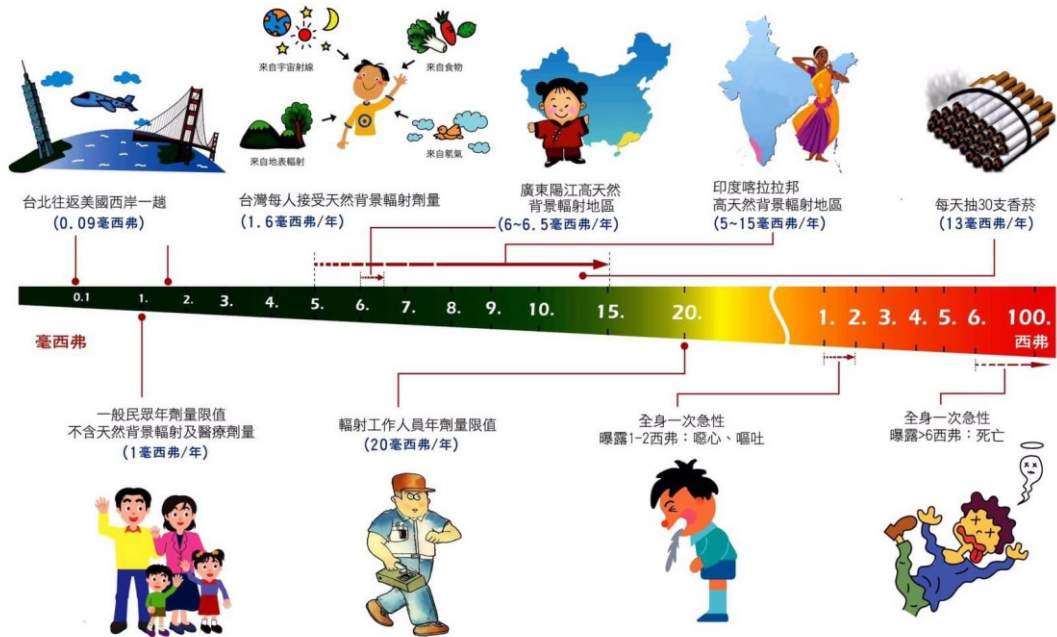 來自宇宙射線
來自食物
來自地表輻射
來自氡氣
台北往返美國西岸一趟
(0.09毫西弗)
台灣每人接受天然背景輻射劑量
(1.6毫西弗/年)
廣東陽江高天然
背景輻射地區
(6~6.5毫西弗/年)
印度喀拉拉邦
高天然背景輻射地區
(5~15毫西弗/年)
每天抽30支香菸
(13毫西弗/年)
0.1 1. 2. 3. 4. 5. 6. 7. 8. 9. 10. 15. 20. 1. 2. 3. 4. 5. 6. 100.
毫西弗
西弗
一般民眾年劑量限值
不含天然背景輻射及醫療劑量
(1毫西弗/年)
輻射工作人員年劑量限值
(20毫西弗/年)
全身一次急性
曝露1-2西弗：噁心、嘔吐
全身一次急性
曝露>6西弗：死亡